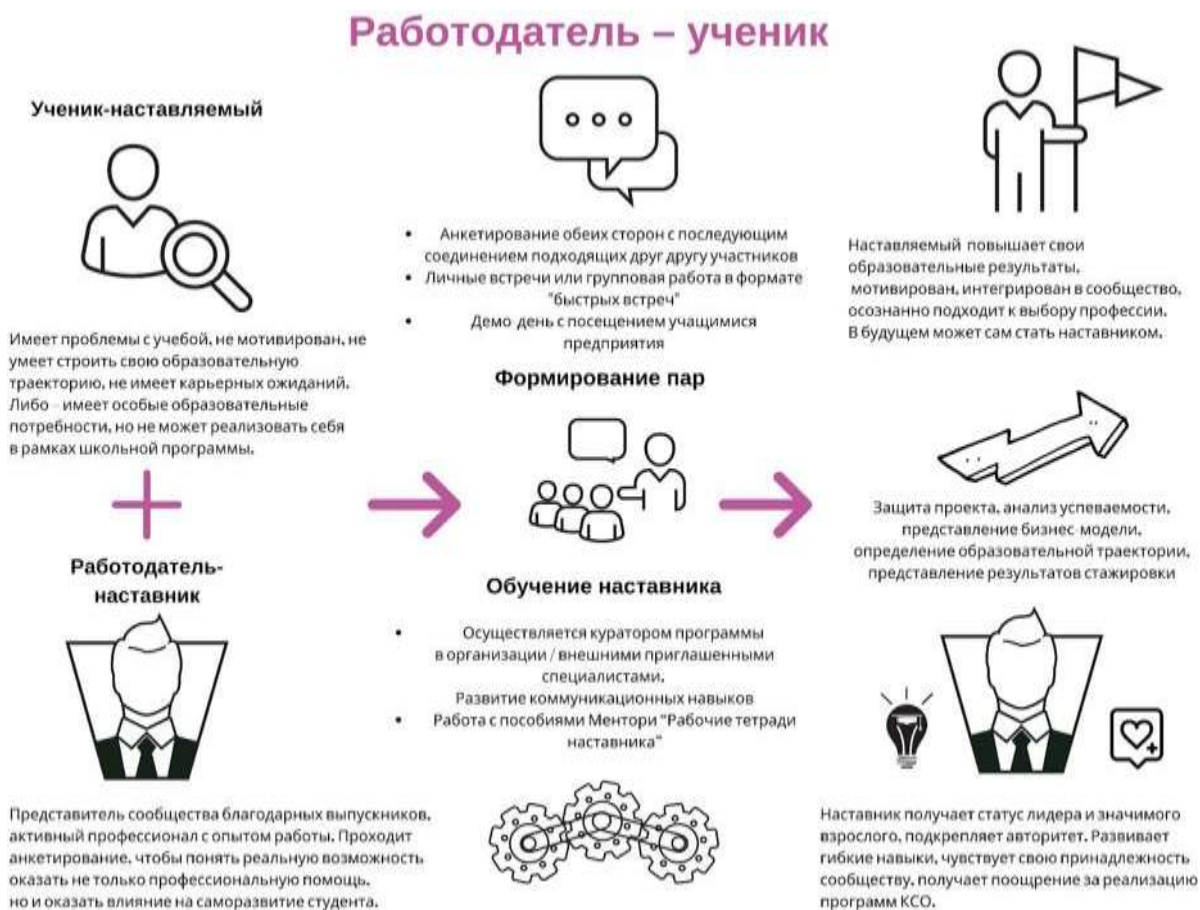 Работодатель – ученик
Ученик-наставляемый
Имеет проблемы с учебой, не мотивирован, не
умеет строить свою образовательную
траекторию, не имеет карьерных ожиданий.
Либо - имеет особые образовательные
потребности, но не может реализовать себя
в рамках школьной программы.
Работодатель-
наставник
Представитель сообщества благодарных выпускников,
активный профессионал с опытом работы. Проходит
анкетирование, чтобы понять реальную возможность
оказать не только профессиональную помощь,
но и оказать влияние на саморазвитие студента.
• Анкетирование обеих сторон с последующим
соединением подходящих друг другу участников
• Личные встречи или групповая работа в формате
"быстрых встреч"
• Демо-день с посещением учащимися
предприятия
Формирование пар
Обучение наставника
• Осуществляется куратором программы
в организации / внешними приглашенными
специалистами.
Развитие коммуникационных навыков
• Работа с пособиями Ментори "Рабочие тетради
наставника"
Наставляемый повышает свои
образовательные результаты,
мотивирован, интегрирован в сообщество,
осознанно подходит к выбору профессии.
В будущем может сам стать наставником.
Защита проекта, анализ успеваемости,
представление бизнес-модели,
определение образовательной траектории,
представление результатов стажировки
Наставник получает статус лидера и значимого
взрослого, подкрепляет авторитет. Развивает
гибкие навыки, чувствует свою принадлежность
сообществу, получает поощрение за реализацию
программ КСО.